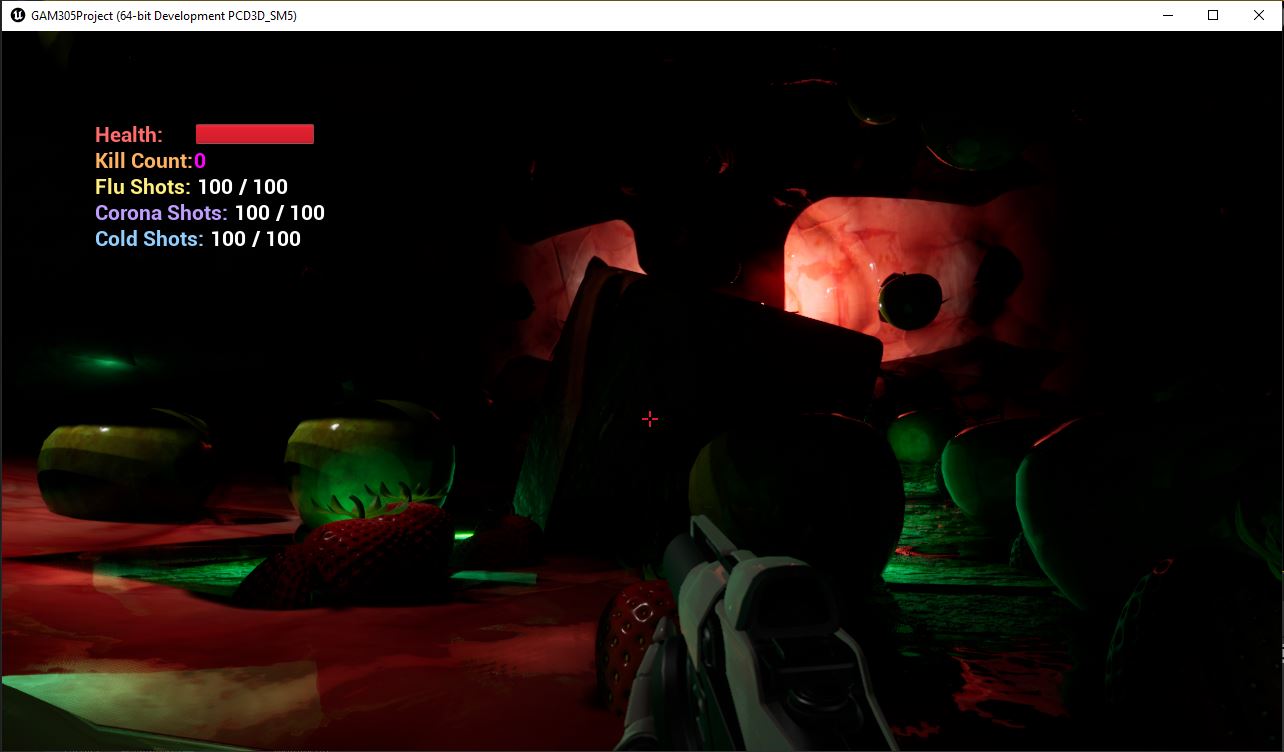 GAM305Project (64-bit Development PCD3D_SM5)
Health:
Kill Count:0
Flu Shots: 100 / 100
Corona Shots: 100 / 100
Cold Shots: 100 / 100